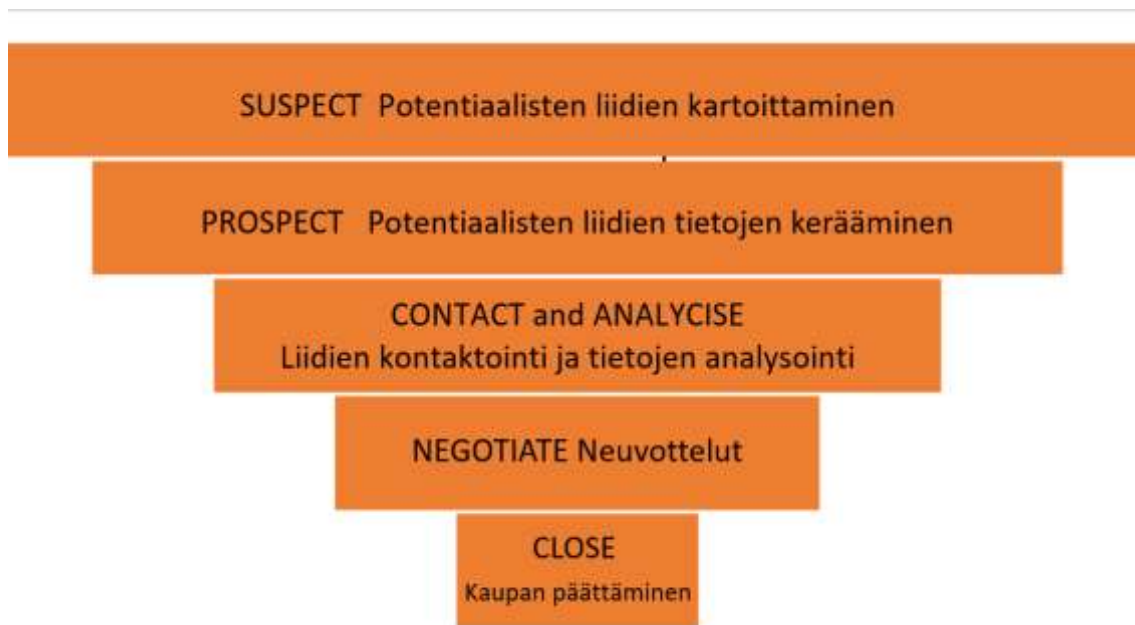 SUSPECT Potentiaalisten liidien kartoittaminen
PROSPECT Potentiaalisten liidien tietojen kerääminen
CONTACT and ANALYCISE
Liidien kontaktointi ja tietojen analysointi
NEGOTIATE Neuvottelut
CLOSE
Kaupan päättäminen